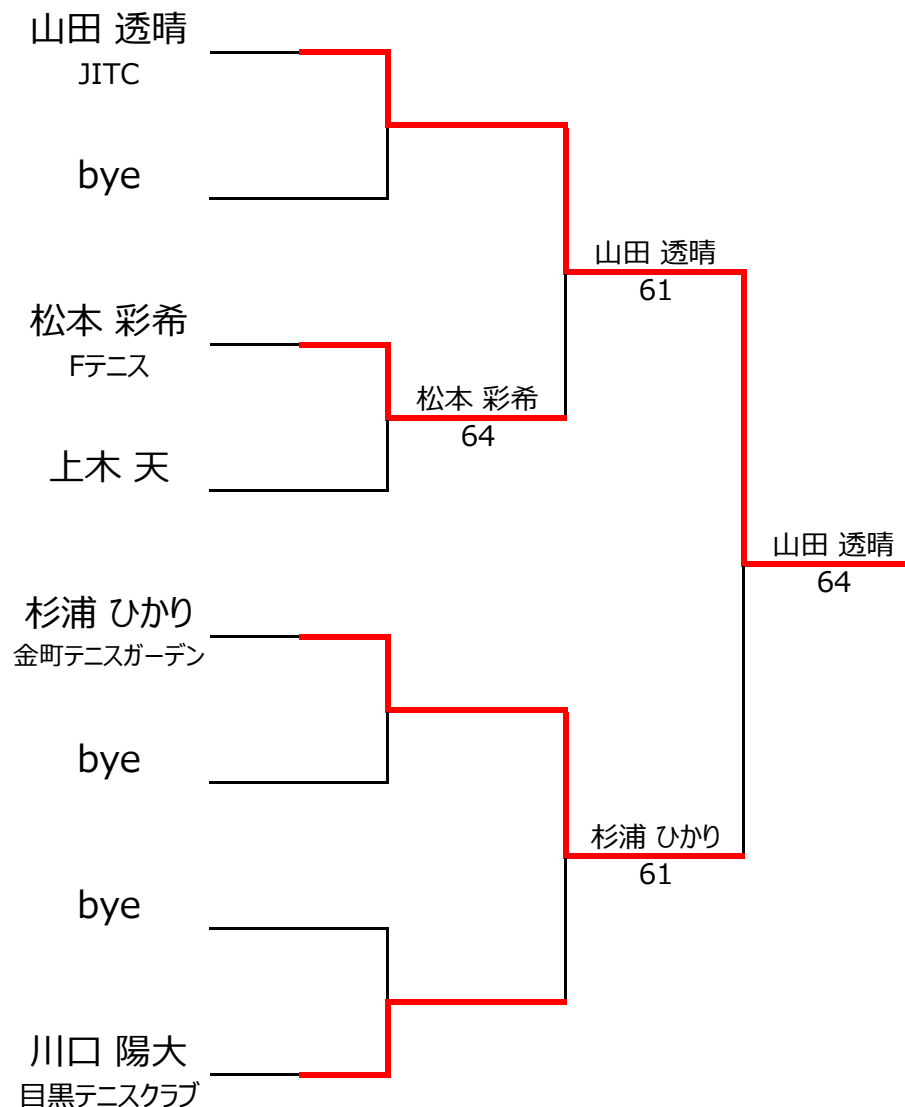 山田 透晴
JITC
bye
松本 彩希
Fテニス
上木 天
杉浦 ひかり
金町テニスガーデン
bye
bye
川口 陽大
目黒テニスクラブ
松本 彩希
64
山田 透晴
61
杉浦 ひかり
61
山田 透晴
64